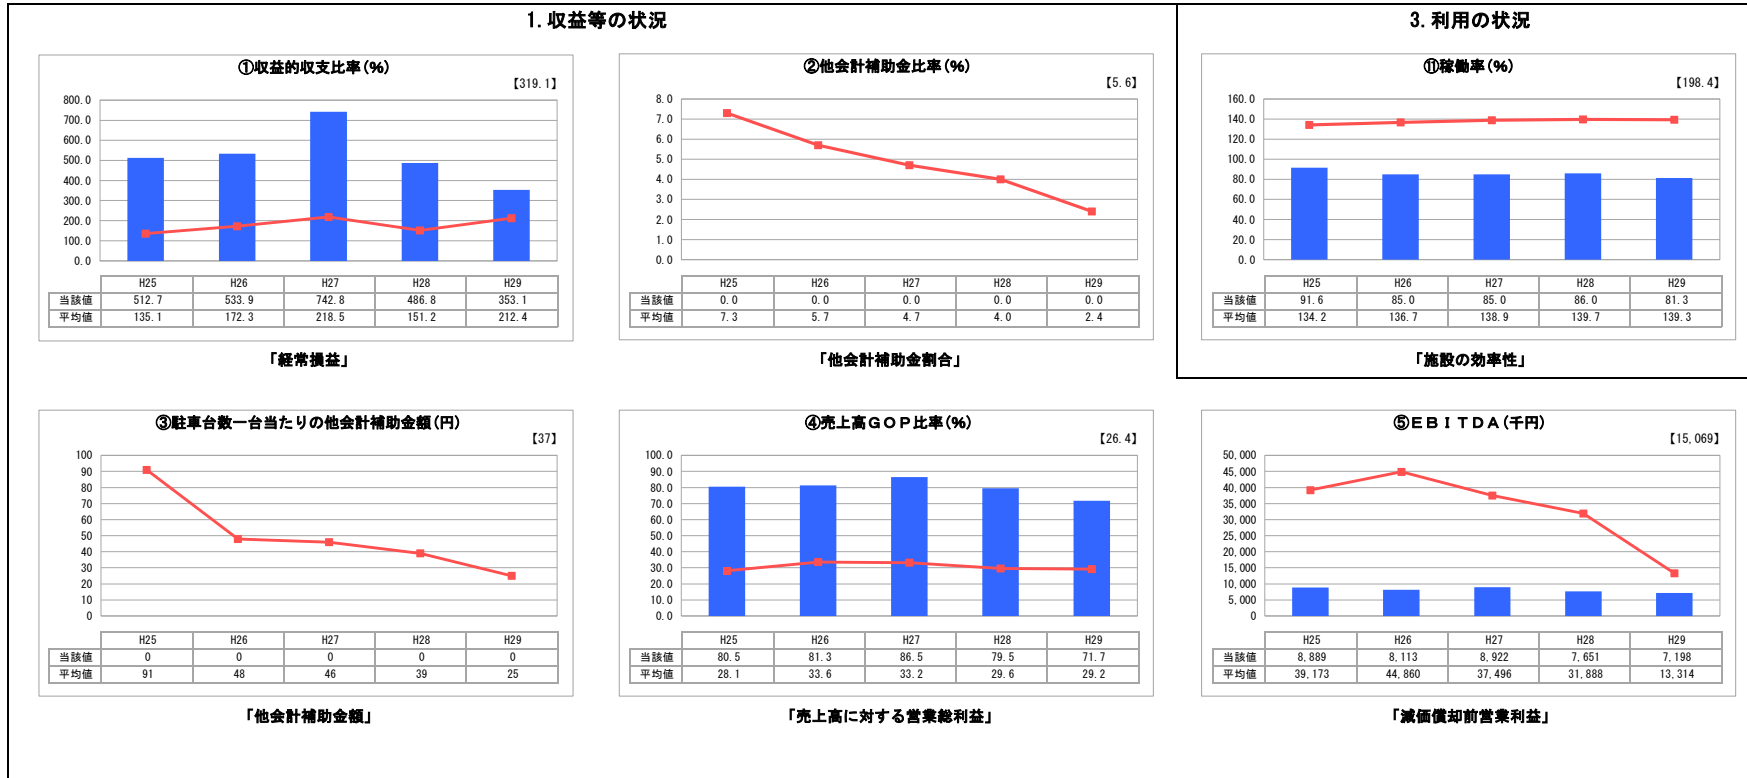 1. 収益等の状況
3. 利用の状況
①収益的収支比率(%)
【319.1】
800.0
700.0
600.0
500.0
400.0
300.0
200.0
100.0
0.0
H25 H26 H27 H28 H29
当該値 512.7 533.9 742.8 486.8 353.1
平均値 135.1 172.3 218.5 151.2 212.4
「経常損益」
②他会計補助金比率(%)
【5.6】
8.0
7.0
6.0
5.0
4.0
3.0
2.0
1.0
0.0
H25 H26 H27 H28 H29
当該値 0.0 0.0 0.0 0.0 0.0
平均値 7.3 5.7 4.7 4.0 2.4
「他会計補助金割合」
⑪稼働率(%)
【198.4】
160.0
140.0
120.0
100.0
80.0
60.0
40.0
20.0
0.0
H25 H26 H27 H28 H29
当該値 91.6 85.0 85.0 86.0 81.3
平均値 134.2 136.7 138.9 139.7 139.3
「施設の効率性」
③駐車台数一台当たりの他会計補助金額(円)
【37】
100
90
80
70
60
50
40
30
20
10
0
H25 H26 H27 H28 H29
当該値 0 0 0 0 0
平均値 91 48 46 39 25
「他会計補助金額」
④売上高GOP比率(%)
【26.4】
100.0
90.0
80.0
70.0
60.0
50.0
40.0
30.0
20.0
10.0
0.0
H25 H26 H27 H28 H29
当該値 80.5 81.3 86.5 79.5 71.7
平均値 28.1 33.6 33.2 29.6 29.2
「売上高に対する営業総利益」
⑤EBITDA(千円)
【15,069】
50,000
45,000
40,000
35,000
30,000
25,000
20,000
15,000
10,000
5,000
0
H25 H26 H27 H28 H29
当該値 8,889 8,113 8,922 7,651 7,198
平均値 39,173 44,860 37,496 31,888 13,314
「減価償却前営業利益」